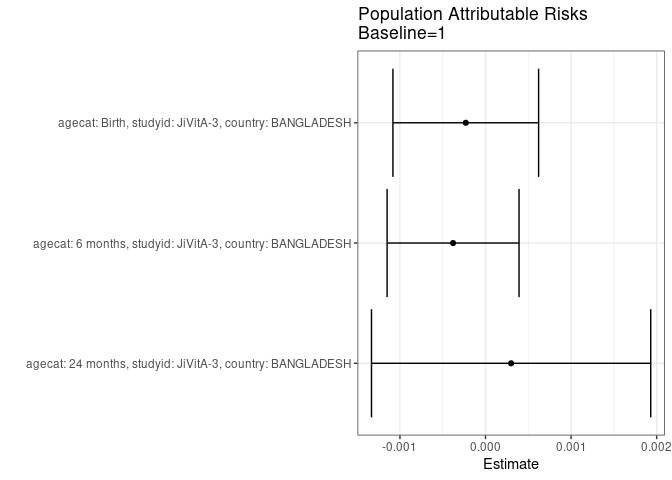 Population Attributable Risks
Baseline=1
agecat: Birth, studyid: JiVitA-3, country: BANGLADESH
agecat: 6 months, studyid: JiVitA-3, country: BANGLADESH
agecat: 24 months, studyid: JiVitA-3, country: BANGLADESH
-0.001 0.000 0.001 0.002
Estimate